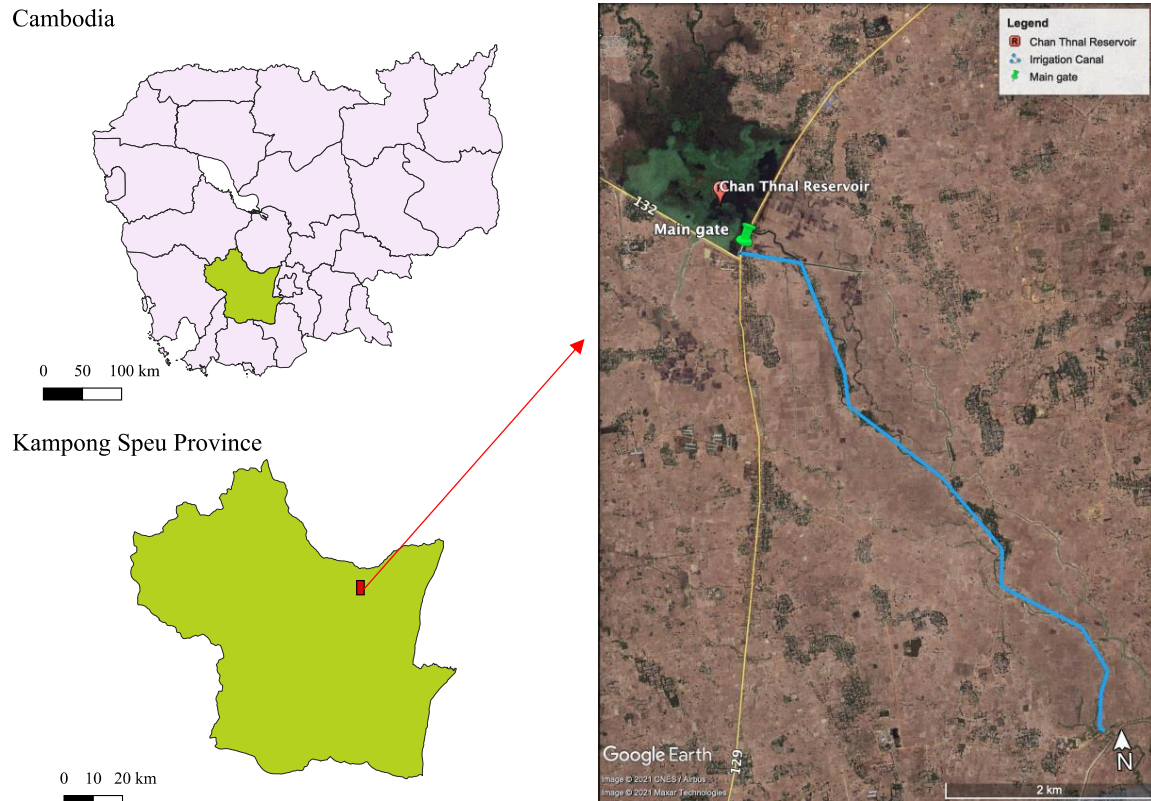 Cambodia
0 50 100 km
Kampong Speu Province
0 10 20 km
Legend
R Chan Thnal Reservoir
Irrigation Canal
Main gate
Chan Thnal Reservoir
132
Main gate
129
Google Earth
Image © 2021 CNES / Airbus
Image © 2021 Maxar Technologies
N
2 km